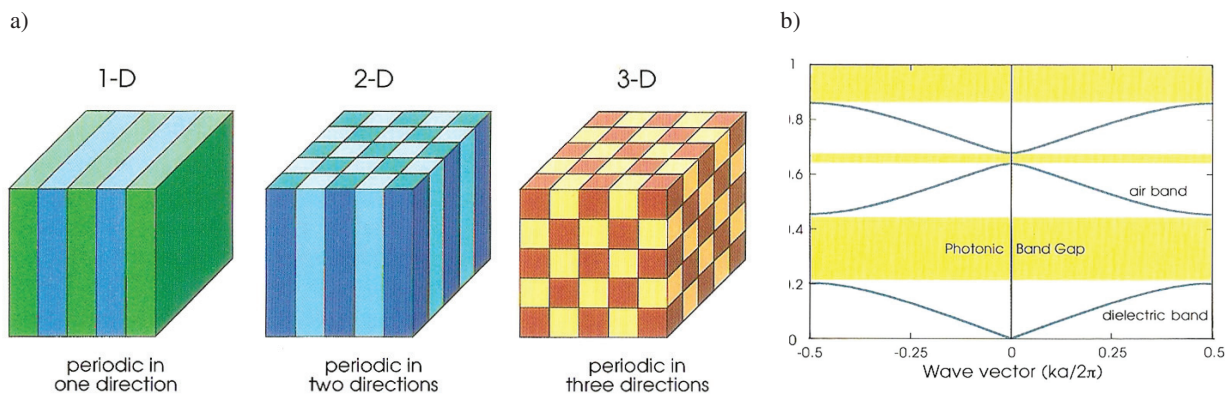 a)
1-D
2-D
3-D
periodic in
one direction
periodic in
two directions
periodic in
three directions
b)
1
0.8
0.6
0.4
0.2
0
air band
Photonic Band Gap
dielectric band
-0.5
-0.25
0
0.25
0.5
Wave vector (ka/2π)